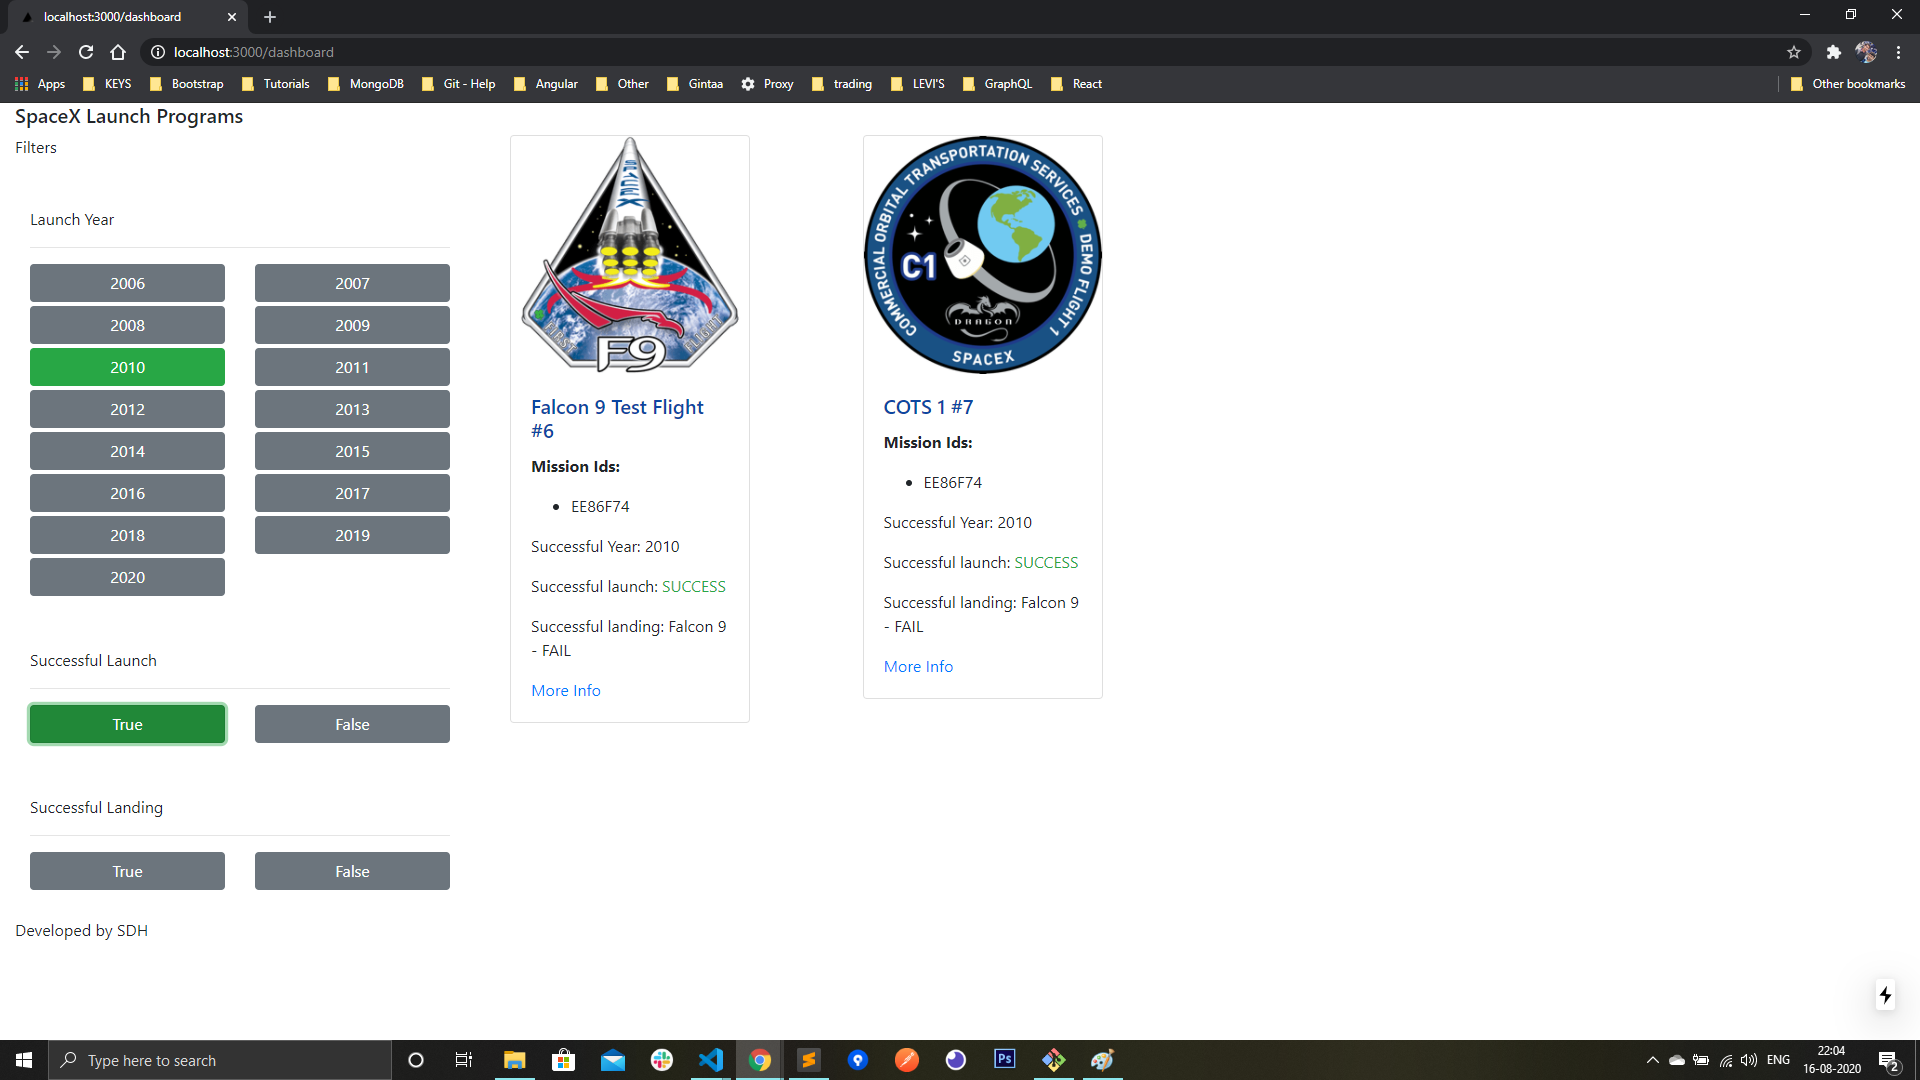 localhost:3000/dashboard
localhost:3000/dashboard
Apps KEYS Bootstrap Tutorials MongoDB Git - Help Angular Other Gintaa Proxy trading LEVI'S GraphQL React Other bookmarks
SpaceX Launch Programs
Filters
Launch Year
2006 2007
2008 2009
2010 2011
2012 2013
2014 2015
2016 2017
2018 2019
2020
Successful Launch
True False
Successful Landing
True False
Developed by SDH
SPACEX
FIRST FLIGHT
F9
Falcon 9 Test Flight
#6
Mission Ids:
EE86F74
Successful Year: 2010
Successful launch: SUCCESS
Successful landing: Falcon 9
- FAIL
More Info
COMMERCIAL ORBITAL TRANSPORTATION SERVICES DEMO FLIGHT 1
C1
DRAGON
SPACEX
COTS 1 #7
Mission Ids:
EE86F74
Successful Year: 2010
Successful launch: SUCCESS
Successful landing: Falcon 9
- FAIL
More Info
Type here to search
Ps
ENG
22:04
16-08-2020
2